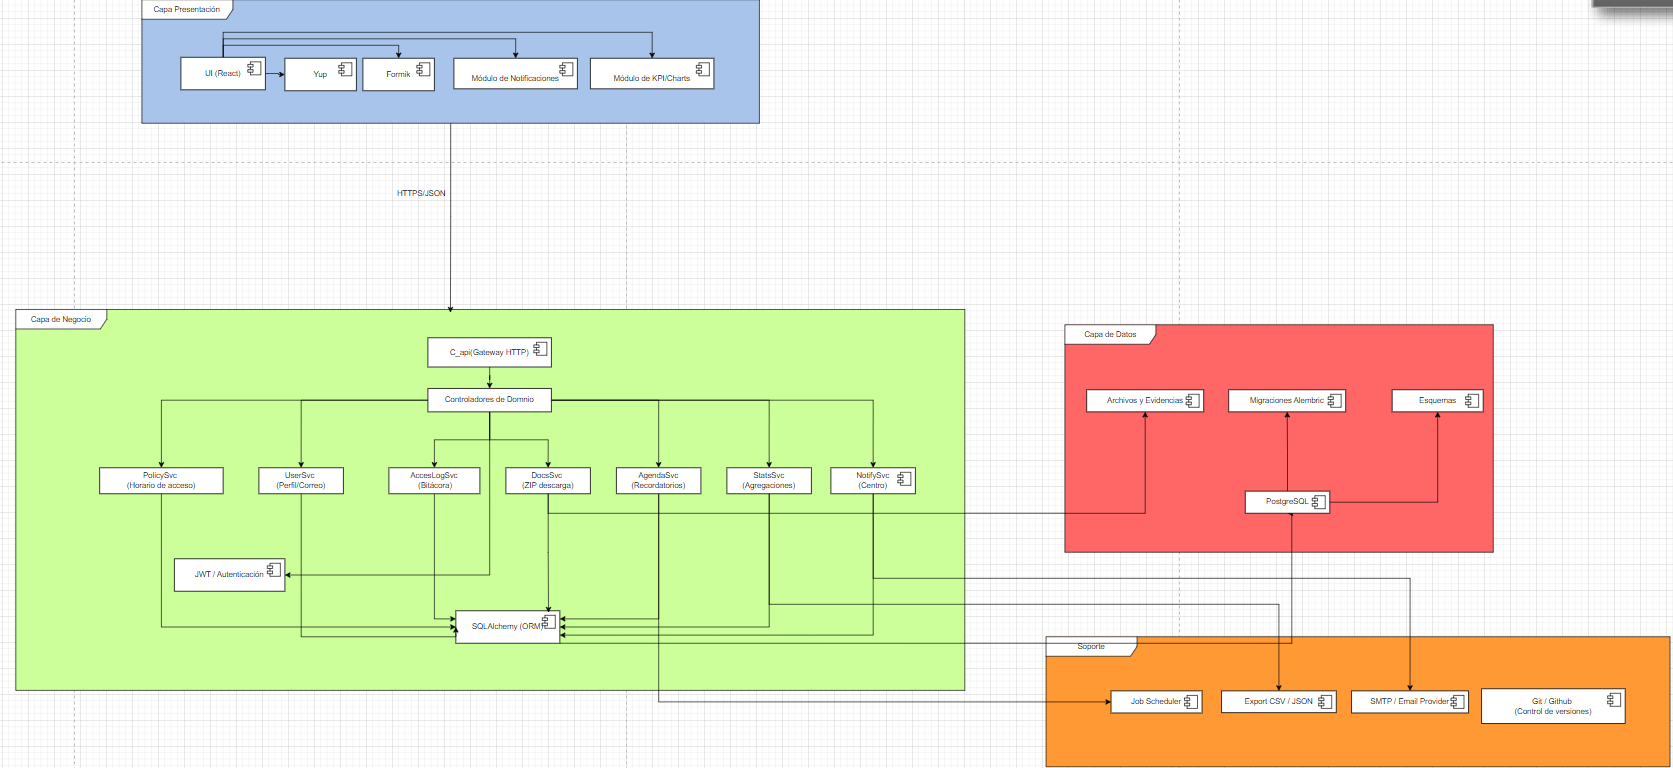 Capa Presentación
UI (React)
Yup
Formik
Módulo de Notificaciones
Módulo de KPI/Charts
HTTPS/JSON
Capa de Negocio
C_api(Gateway HTTP)
Controladores de Domnio
PolicySvc
(Horario de acceso)
UserSvc
(Perfil/Correo)
AccesLogSvc
(Bitácora)
DocsSvc
(ZIP descarga)
AgendaSvc
(Recordatorios)
StatsSvc
(Agregaciones)
NotifySvc
(Centro)
JWT / Autenticación
SQLAlchemy (ORM)
Capa de Datos
Archivos y Evidencias
Migraciones Alembric
Esquemas
PostgreSQL
Soporte
Job Scheduler
Export CSV / JSON
SMTP / Email Provider
Git / Github
(Control de versiones)